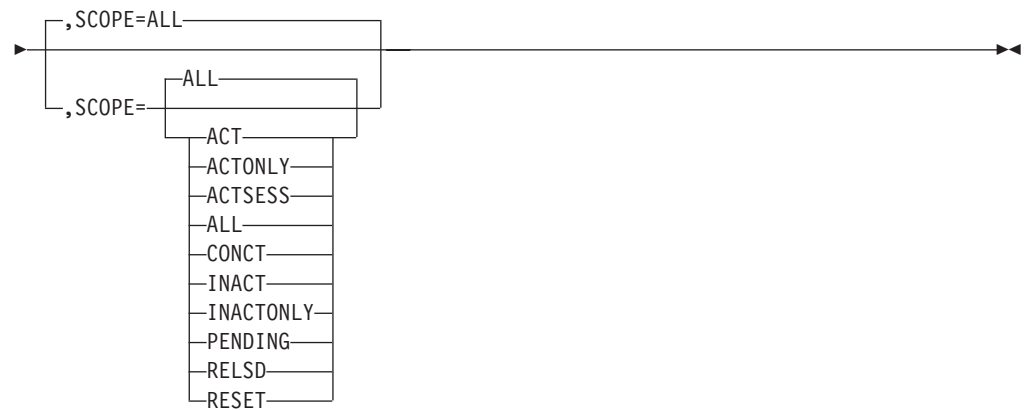 ,SCOPE=ALL
ALL
,SCOPE=
ACT
ACTONLY
ACTSESS
ALL
CONCT
INACT
INACTONLY
PENDING
RELSD
RESET